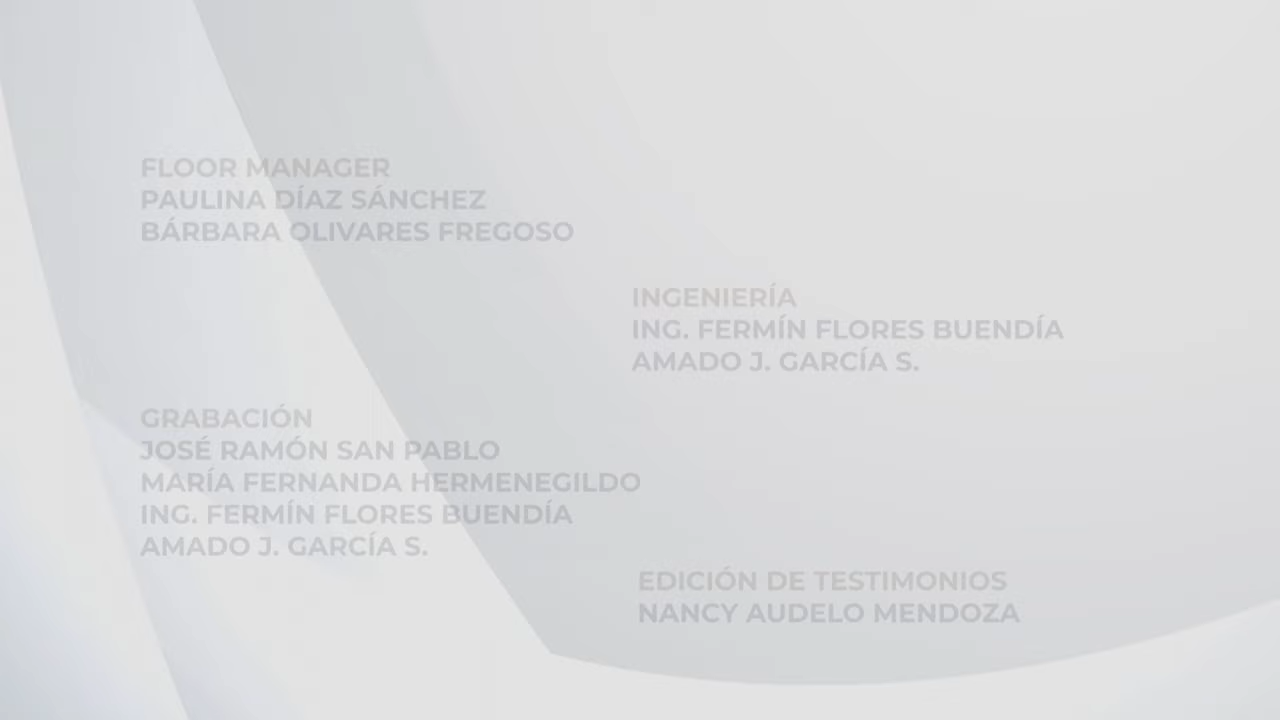 FLOOR MANAGER
PAULINA DÍAZ SÁNCHEZ
BÁRBARA OLIVARES FREGOSO
INGENIERÍA
ING. FERMÍN FLORES BUENDÍA
AMADO J. GARCÍA S.
GRABACIÓN
JOSÉ RAMÓN SAN PABLO
MARÍA FERNANDA HERMENEGILDO
ING. FERMÍN FLORES BUENDÍA
AMADO J. GARCÍA S.
EDICIÓN DE TESTIMONIOS
NANCY AUDELO MENDOZA